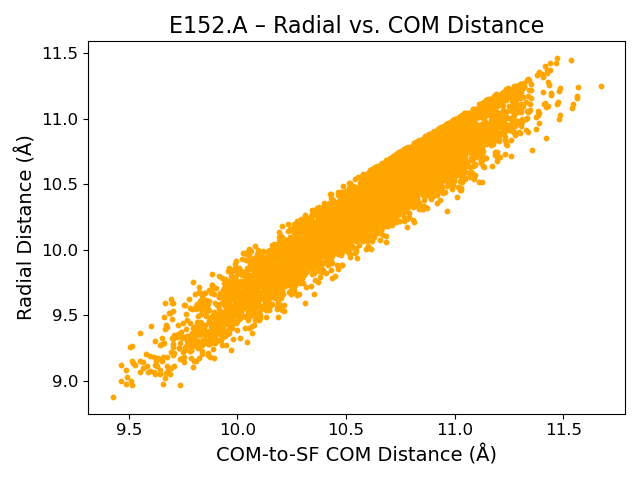 E152.A – Radial vs. COM Distance
Radial Distance (Å)
11.5
11.0
10.5
10.0
9.5
9.0
9.5 10.0 10.5 11.0 11.5
COM-to-SF COM Distance (Å)